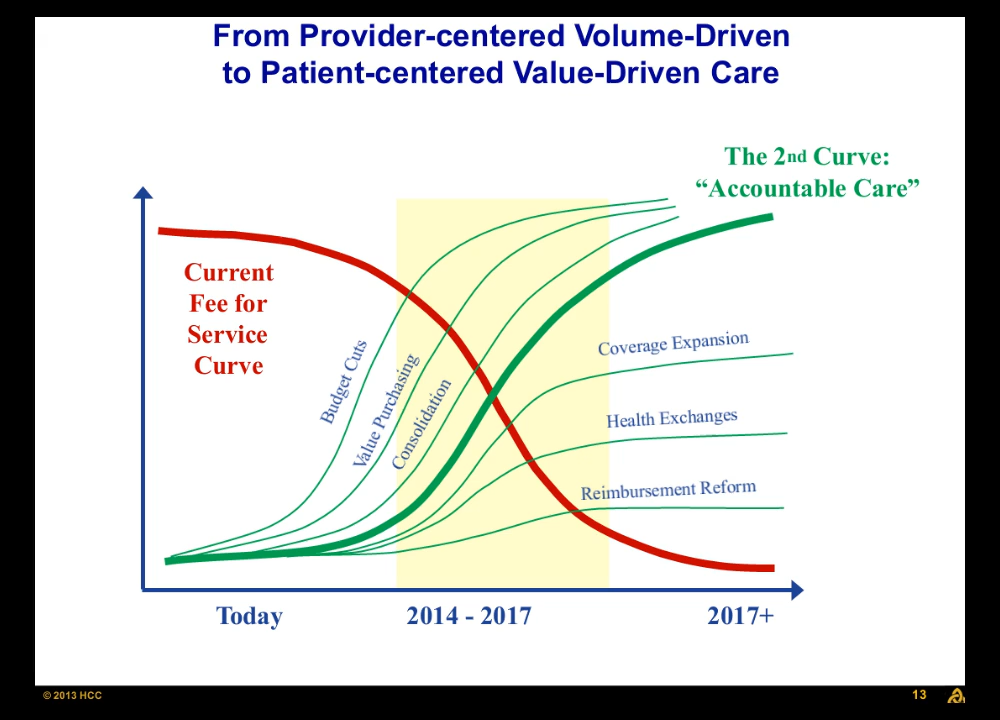 From Provider-centered Volume-Driven
to Patient-centered Value-Driven Care
The 2nd Curve:
“Accountable Care”
Current
Fee for
Service
Curve
Budget Cuts
Value Purchasing
Consolidation
Coverage Expansion
Health Exchanges
Reimbursement Reform
Today
2014 - 2017
2017+
© 2013 HCC
13